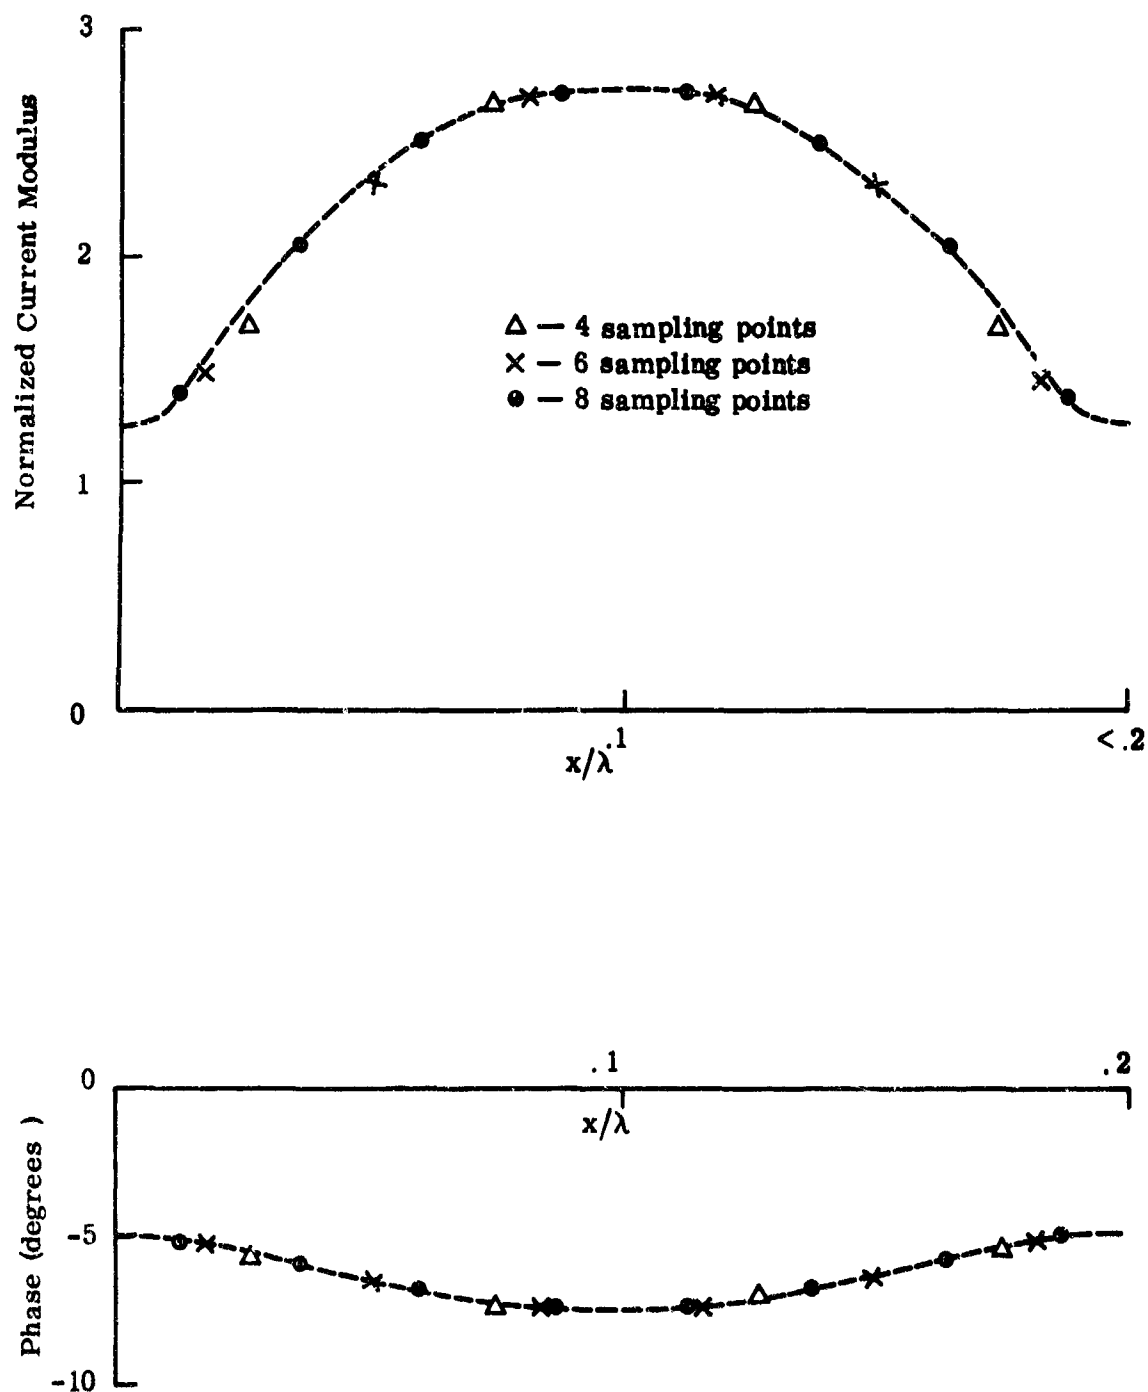 3
Normalized Current Modulus
2
△ — 4 sampling points
× — 6 sampling points
● — 8 sampling points
1
0
.1
< .2
x/λ
.1
.2
0
x/λ
Phase (degrees )
-5
-10